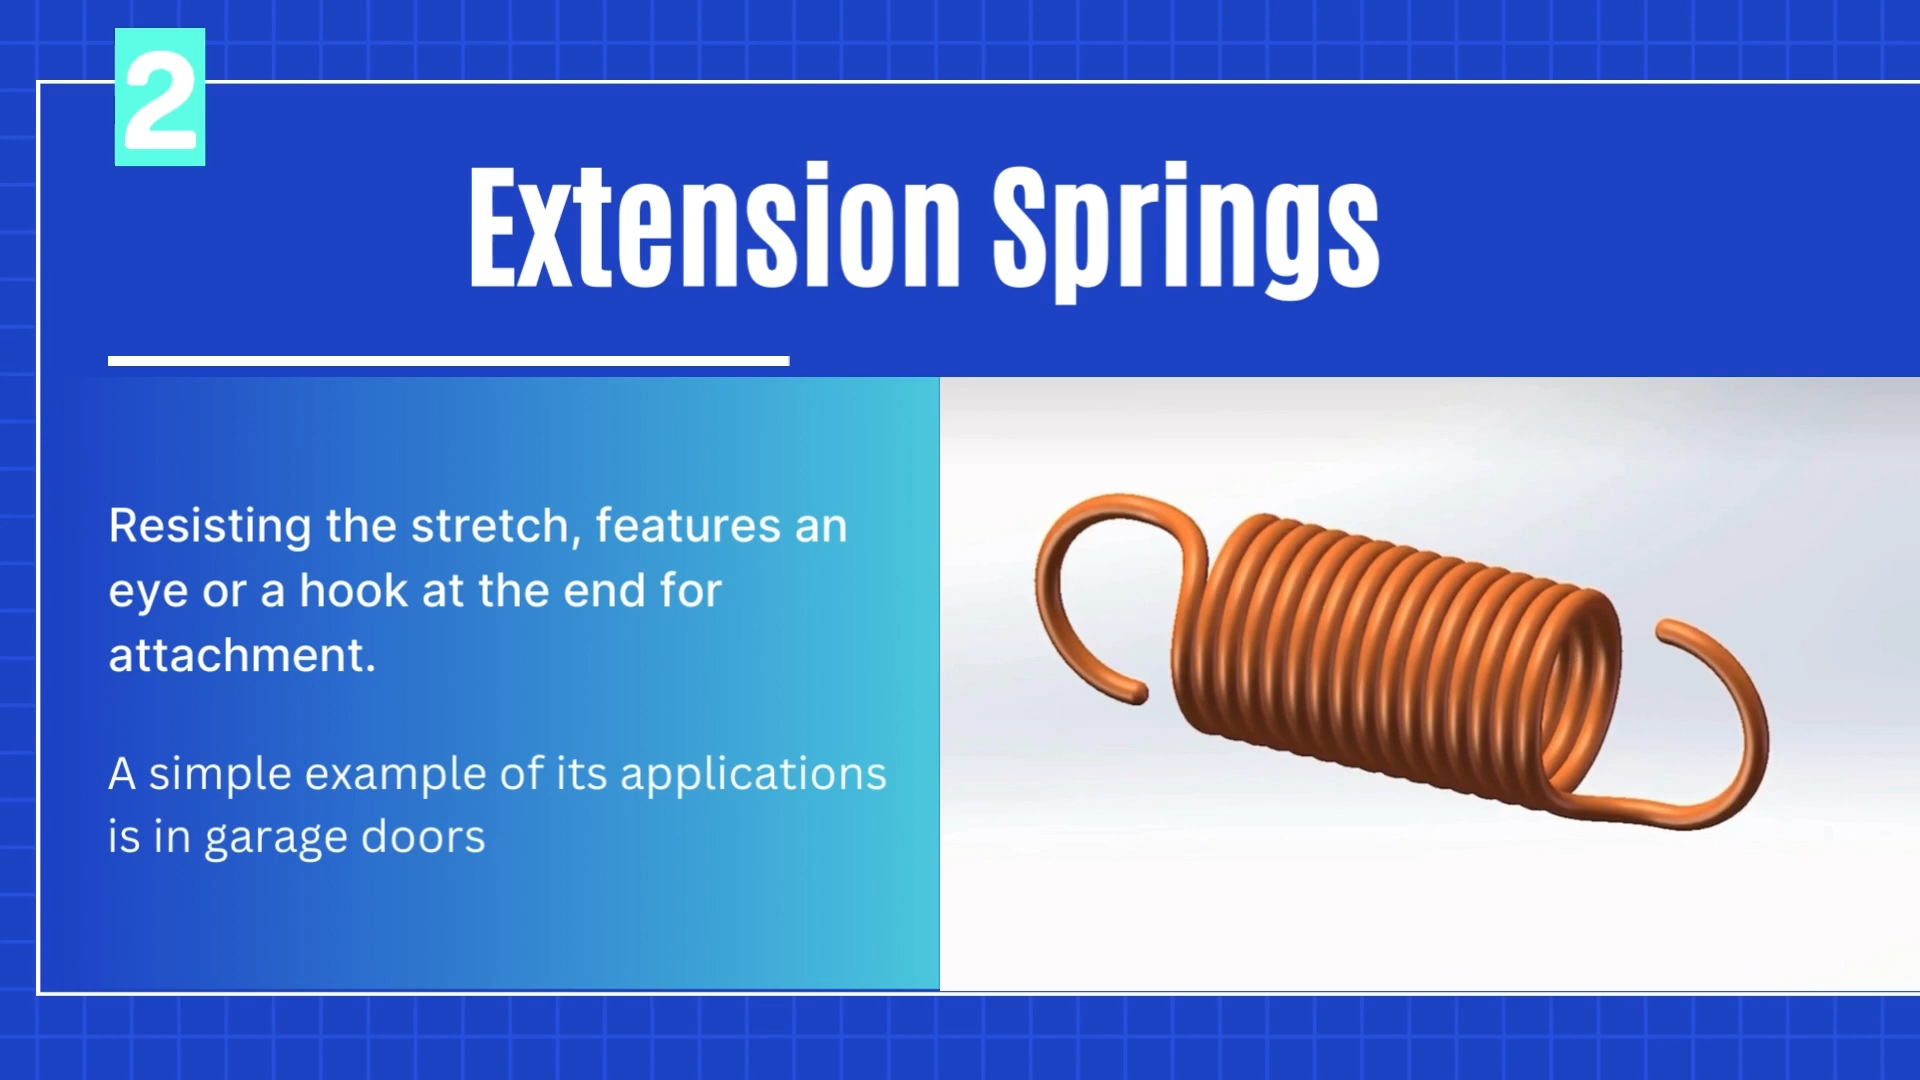 2
Extension Springs
Resisting the stretch, features an
eye or a hook at the end for
attachment.
A simple example of its applications
is in garage doors